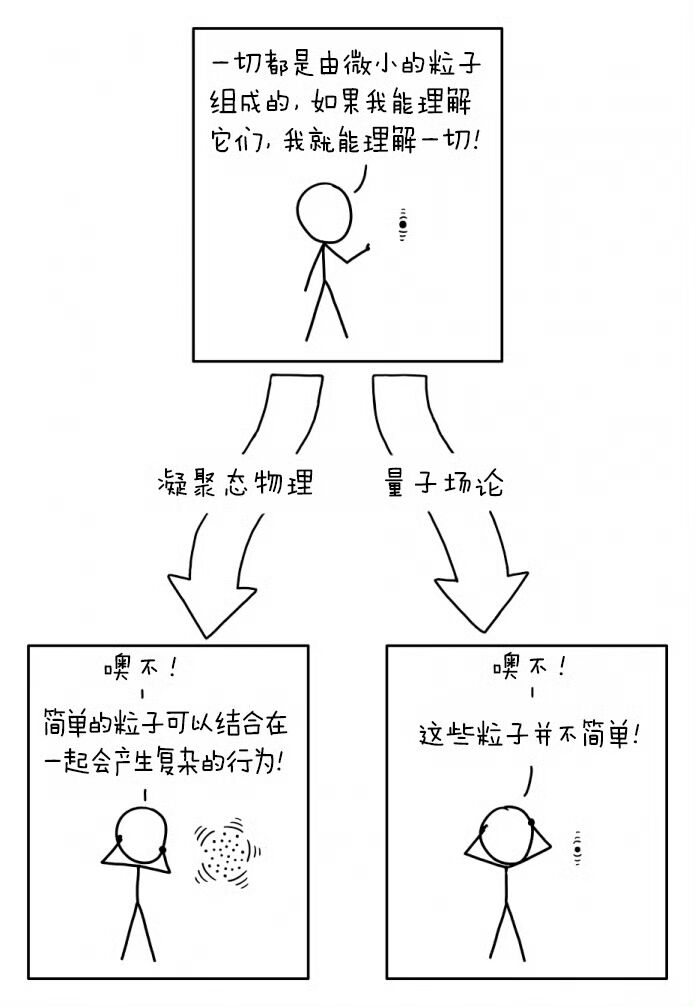 一切都是由微小的粒子
组成的,如果我能理解
它们,我就能理解一切!
凝聚态物理
量子场论
噢不!
简单的粒子可以结合在
一起会产生复杂的行为!
噢不!
这些粒子并不简单!